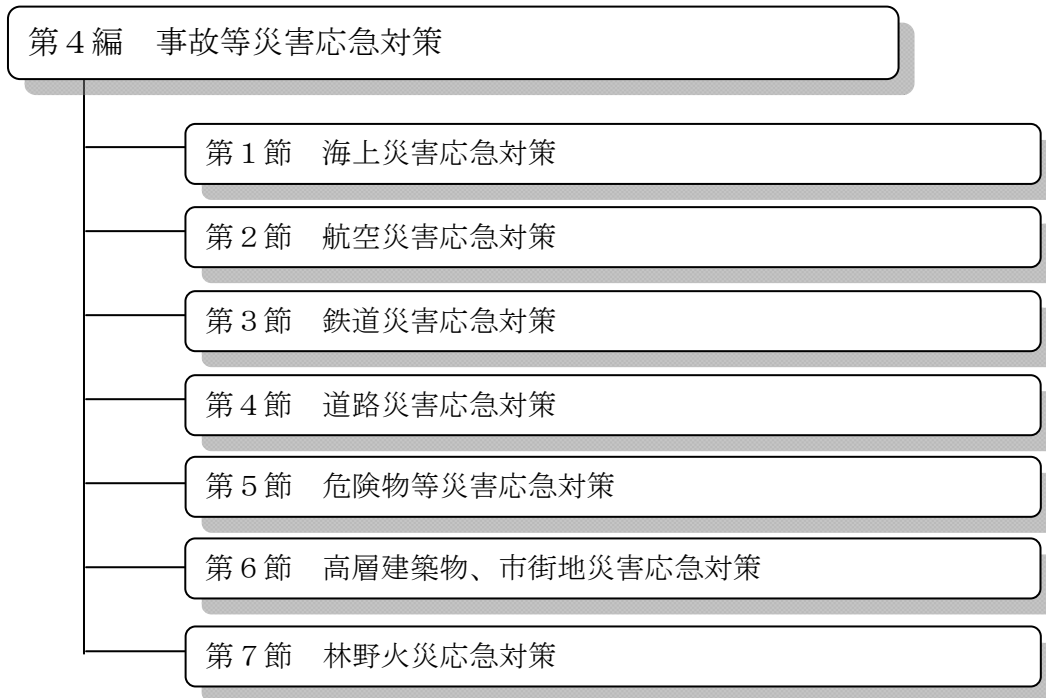 第４編　事故等災害応急対策
第１節　海上災害応急対策
第２節　航空災害応急対策
第３節　鉄道災害応急対策
第４節　道路災害応急対策
第５節　危険物等災害応急対策
第６節　高層建築物、市街地災害応急対策
第７節　林野火災応急対策